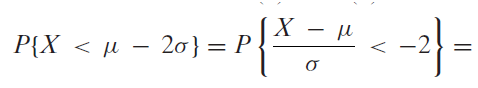 P{X < μ − 2σ} = P{(X − μ)/σ < −2} =